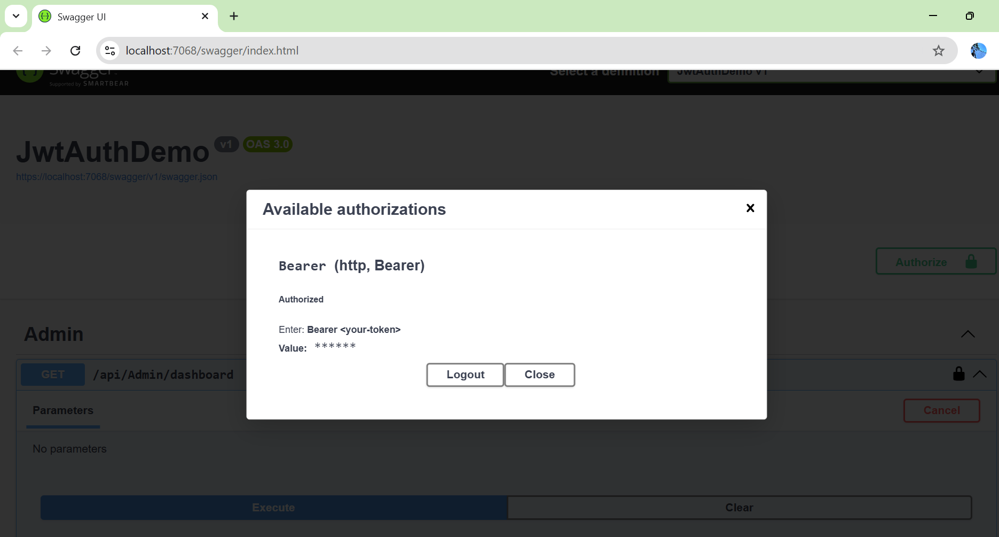 Swagger UI
localhost:7068/swagger/index.html
Swagger
Supported by SMARTBEAR
Select a definition
JwtAuthDemo v1
JwtAuthDemo v1 OAS 3.0
https://localhost:7068/swagger/v1/swagger.json
Available authorizations
Bearer (http, Bearer)
Authorize
Authorized
Enter: Bearer <your-token>
Value: ******
Logout Close
Admin
GET /api/Admin/dashboard
Parameters
Cancel
No parameters
Execute
Clear